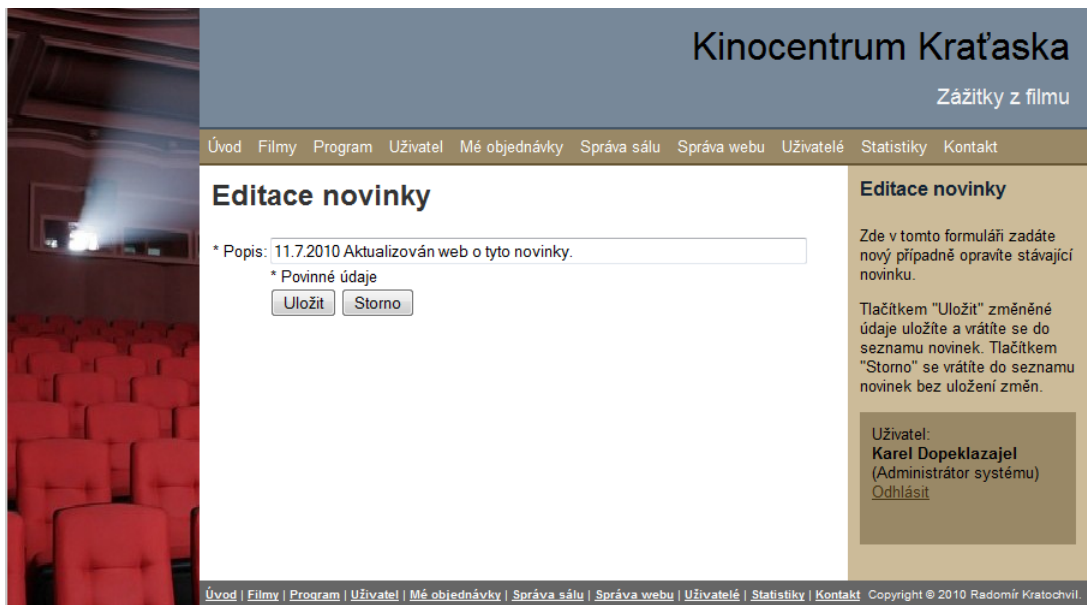 Kinocentrum Kraťaska
Zážitky z filmu
Úvod Filmy Program Uživatel Mé objednávky Správa sálu Správa webu Uživatelé Statistiky Kontakt
Editace novinky
* Popis: 11.7.2010 Aktualizován web o tyto novinky.
* Povinné údaje
Uložit Storno
Editace novinky
Zde v tomto formuláři zadáte
nový případně opravíte stávající
novinku.
Tlačítkem "Uložit" změněné
údaje uložíte a vrátíte se do
seznamu novinek. Tlačítkem
"Storno" se vrátíte do seznamu
novinek bez uložení změn.
Uživatel:
Karel Dopeklazajel
(Administrátor systému)
Odhlásit
Úvod | Filmy | Program | Uživatel | Mé objednávky | Správa sálu | Správa webu | Uživatelé | Statistiky | Kontakt Copyright © 2010 Radomír Kratochvil.